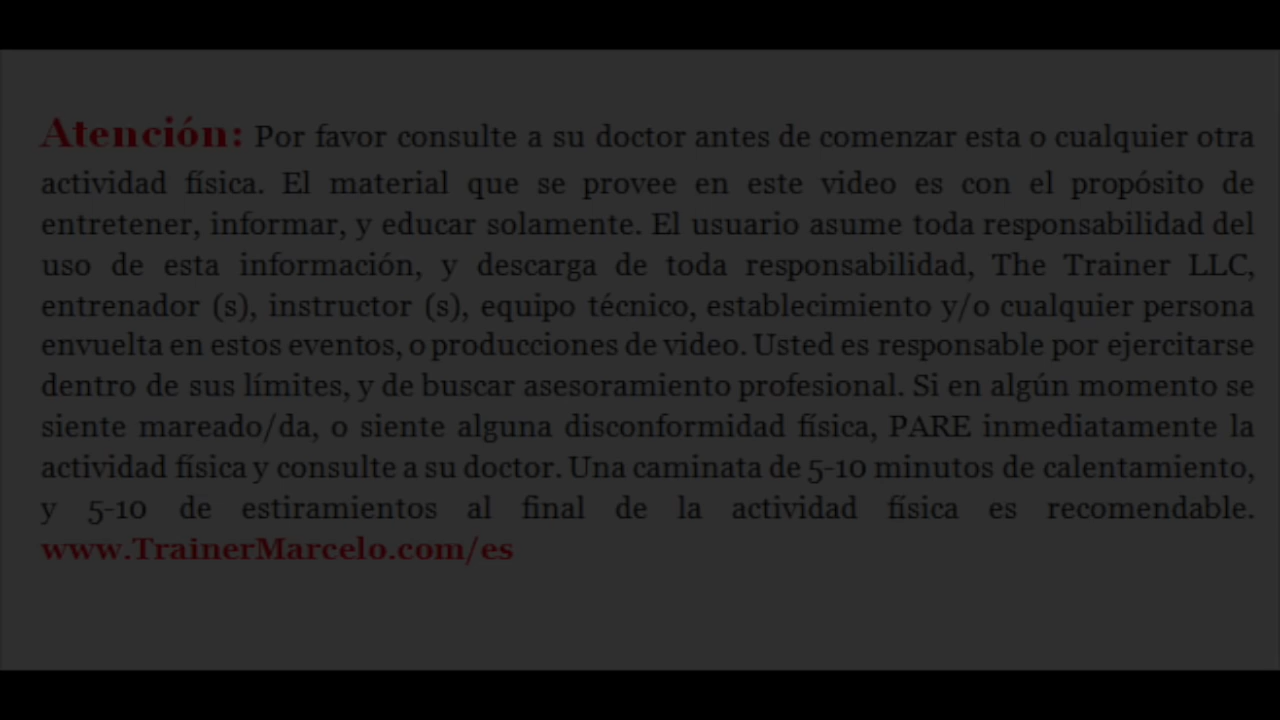 Atención: Por favor consulte a su doctor antes de comenzar esta o cualquier otra
actividad física. El material que se provee en este video es con el propósito de
entretener, informar, y educar solamente. El usuario asume toda responsabilidad del
uso de esta información, y descarga de toda responsabilidad, The Trainer LLC,
entrenador (s), instructor (s), equipo técnico, establecimiento y/o cualquier persona
envuelta en estos eventos, o producciones de video. Usted es responsable por ejercitarse
dentro de sus límites, y de buscar asesoramiento profesional. Si en algún momento se
siente mareado/da, o siente alguna disconformidad física, PARE inmediatamente la
actividad física y consulte a su doctor. Una caminata de 5-10 minutos de calentamiento,
y 5-10 de estiramientos al final de la actividad física es recomendable.
www.TrainerMarcelo.com/es